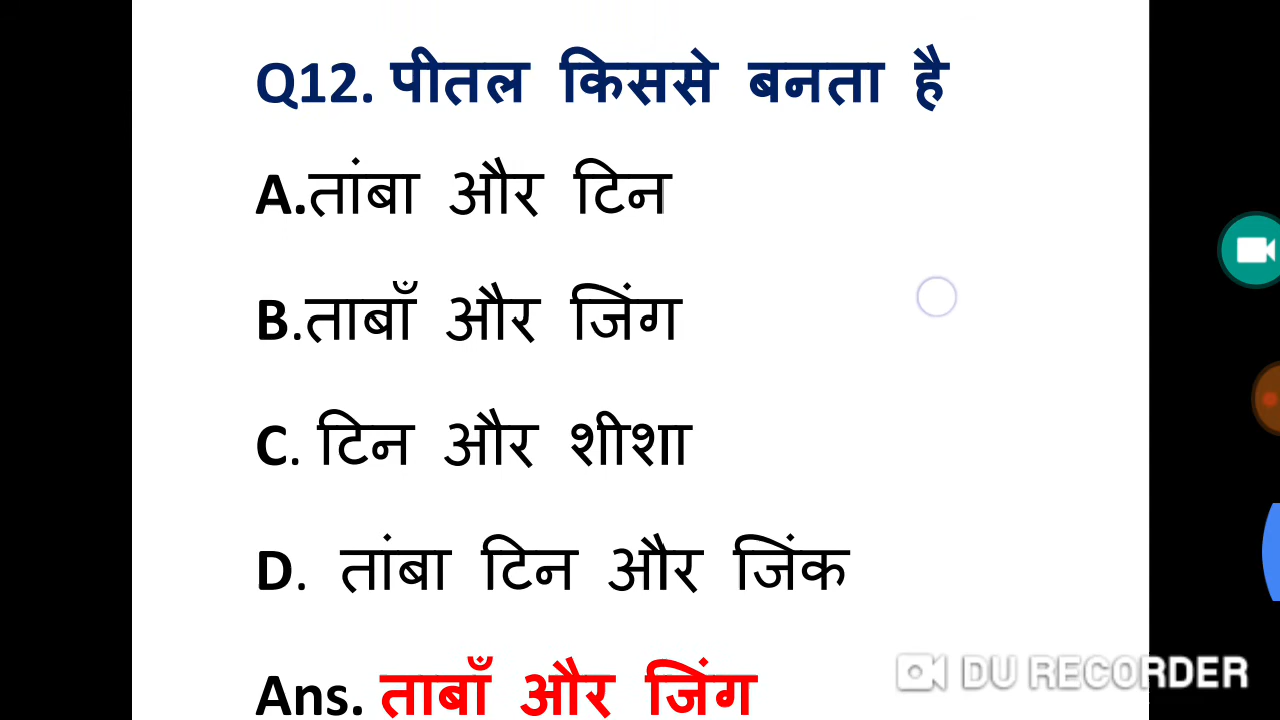 Q12. पीतल किससे बनता है
A.तांबा और टिन
B.ताबाँ और जिंग
C. टिन और शीशा
D. तांबा टिन और जिंक
Ans. ताबाँ और जिंग
DU RECORDER